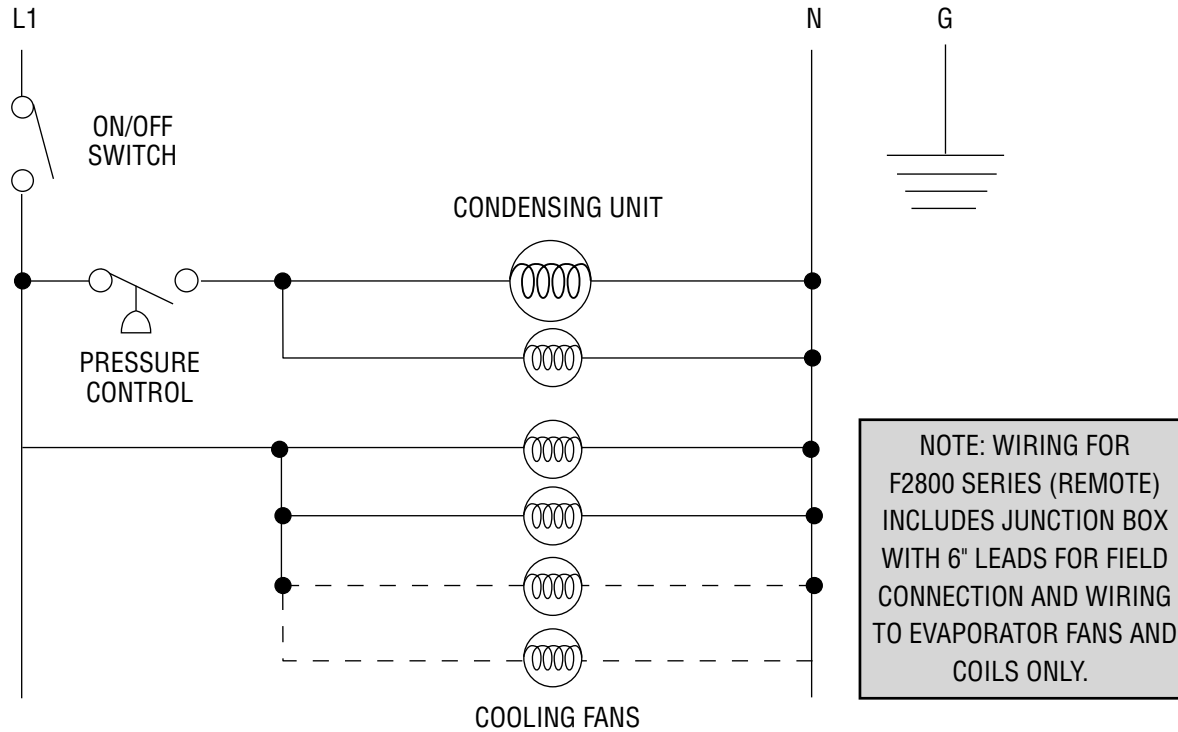 L1
N
G
ON/OFF
SWITCH
CONDENSING UNIT
PRESSURE
CONTROL
NOTE: WIRING FOR
F2800 SERIES (REMOTE)
INCLUDES JUNCTION BOX
WITH 6" LEADS FOR FIELD
CONNECTION AND WIRING
TO EVAPORATOR FANS AND
COILS ONLY.
COOLING FANS